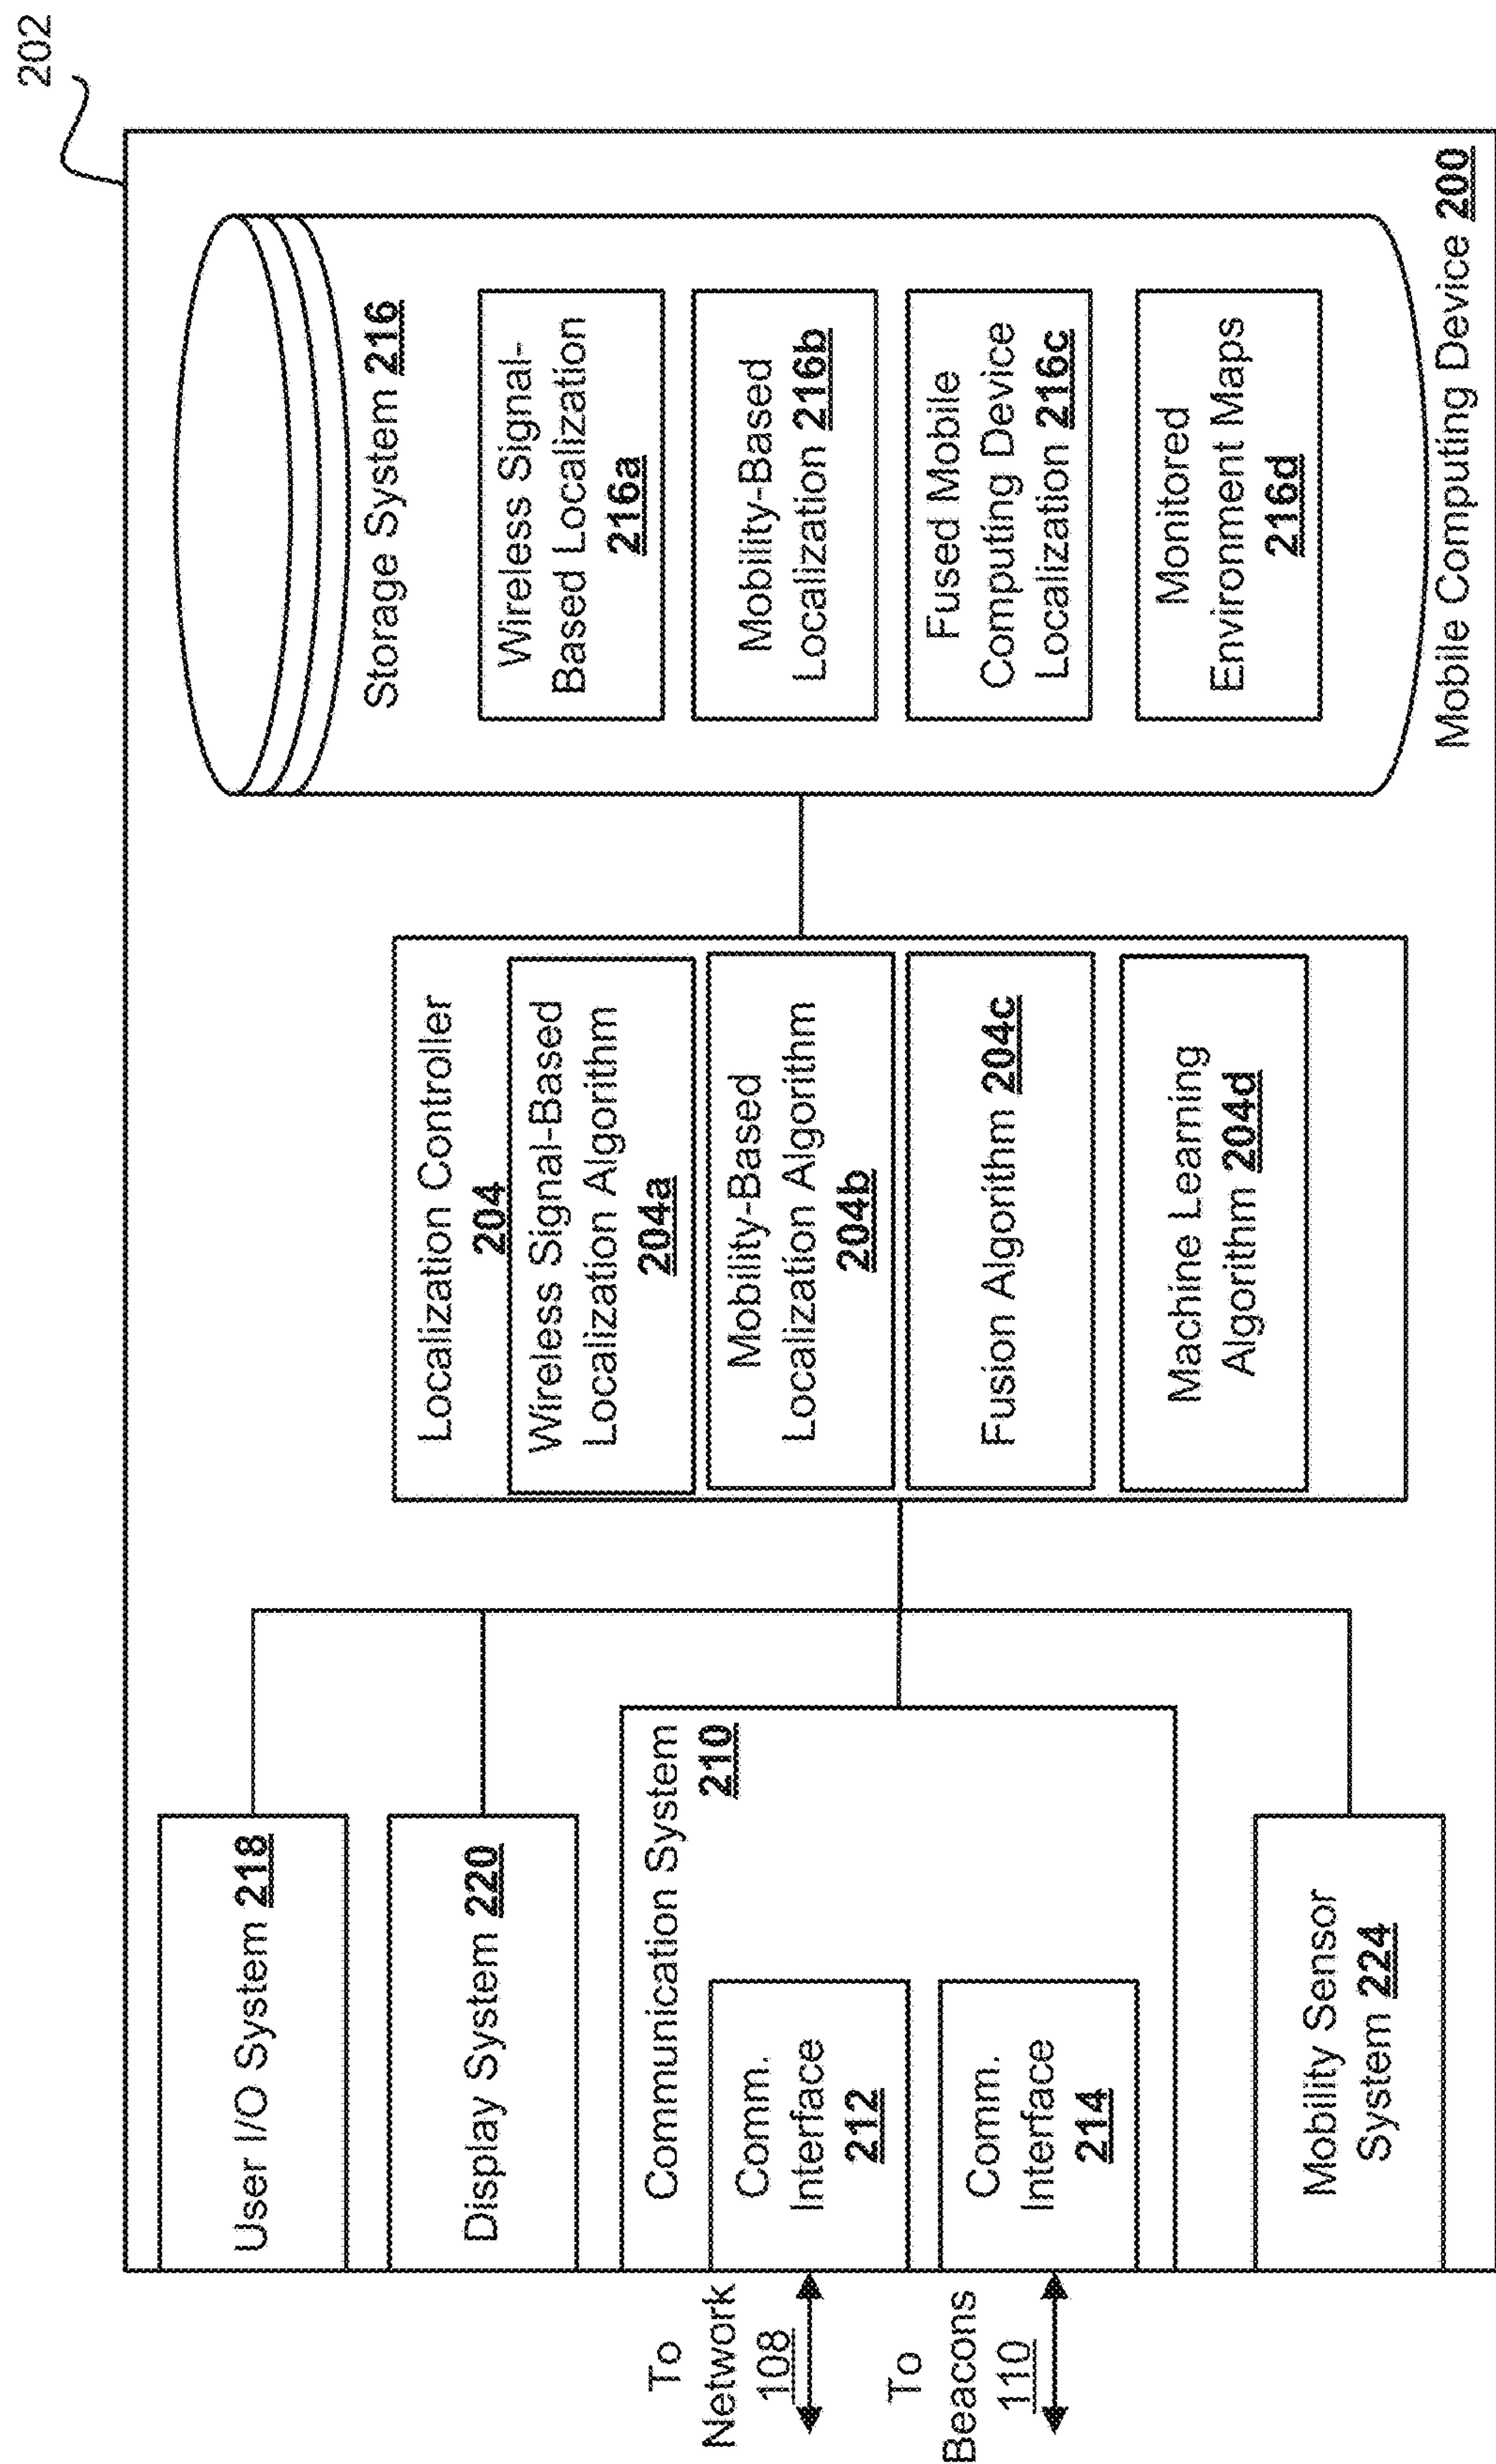 202
User I/O System 218
Display System 220
Communication System
210
Comm.
Interface
212
Comm.
Interface
214
Mobility Sensor
System 224
To
Network
108
To
Beacons
110
Localization Controller
204
Wireless Signal-Based
Localization Algorithm
204a
Mobility-Based
Localization Algorithm
204b
Fusion Algorithm 204c
Machine Learning
Algorithm 204d
Storage System 216
Wireless Signal-
Based Localization
216a
Mobility-Based
Localization 216b
Fused Mobile
Computing Device
Localization 216c
Monitored
Environment Maps
216d
Mobile Computing Device 200